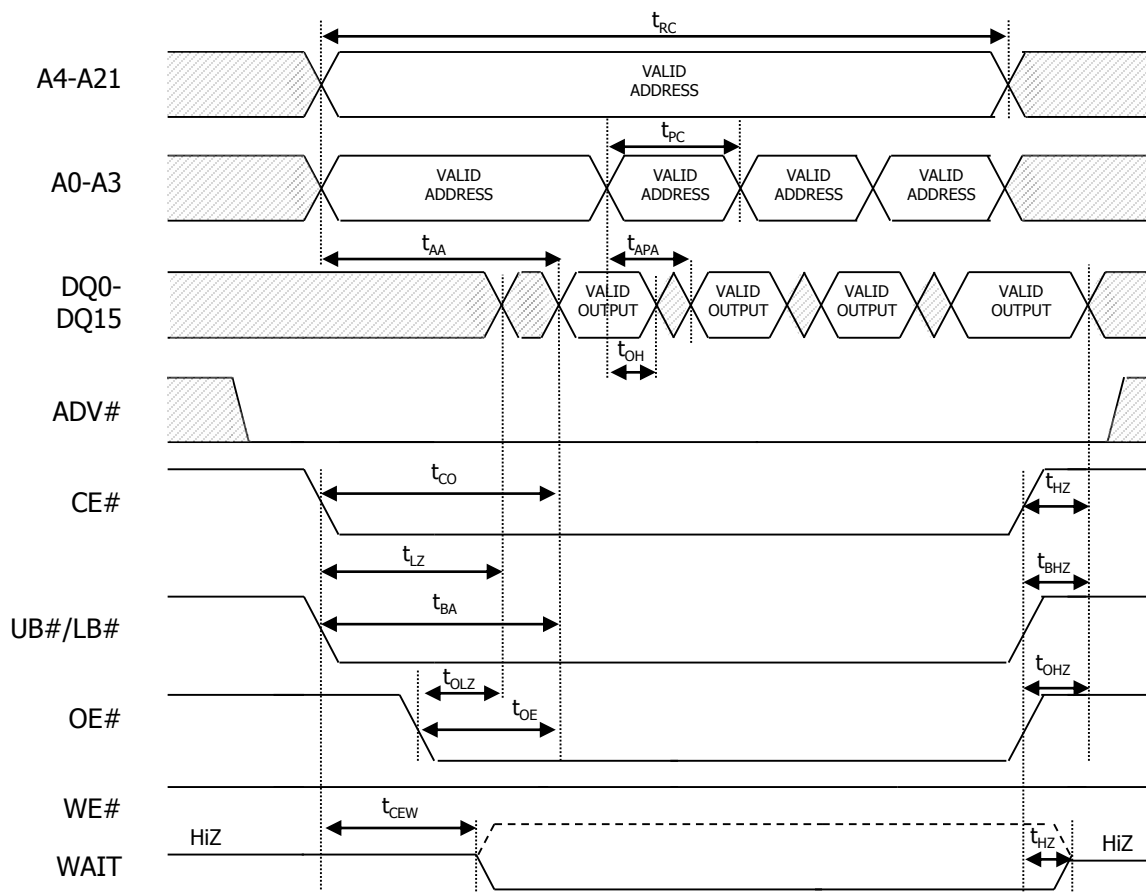 tRC
A4-A21
VALID
ADDRESS
tPC
A0-A3
VALID
ADDRESS
VALID
ADDRESS
VALID
ADDRESS
VALID
ADDRESS
tAA
tAPA
DQ0-
DQ15
VALID
OUTPUT
VALID
OUTPUT
VALID
OUTPUT
VALID
OUTPUT
tOH
ADV#
tCO
tHZ
CE#
tLZ
tBHZ
tBA
UB#/LB#
tOLZ
tOHZ
tOE
OE#
WE#
tCEW
HiZ
tHZ
HiZ
WAIT